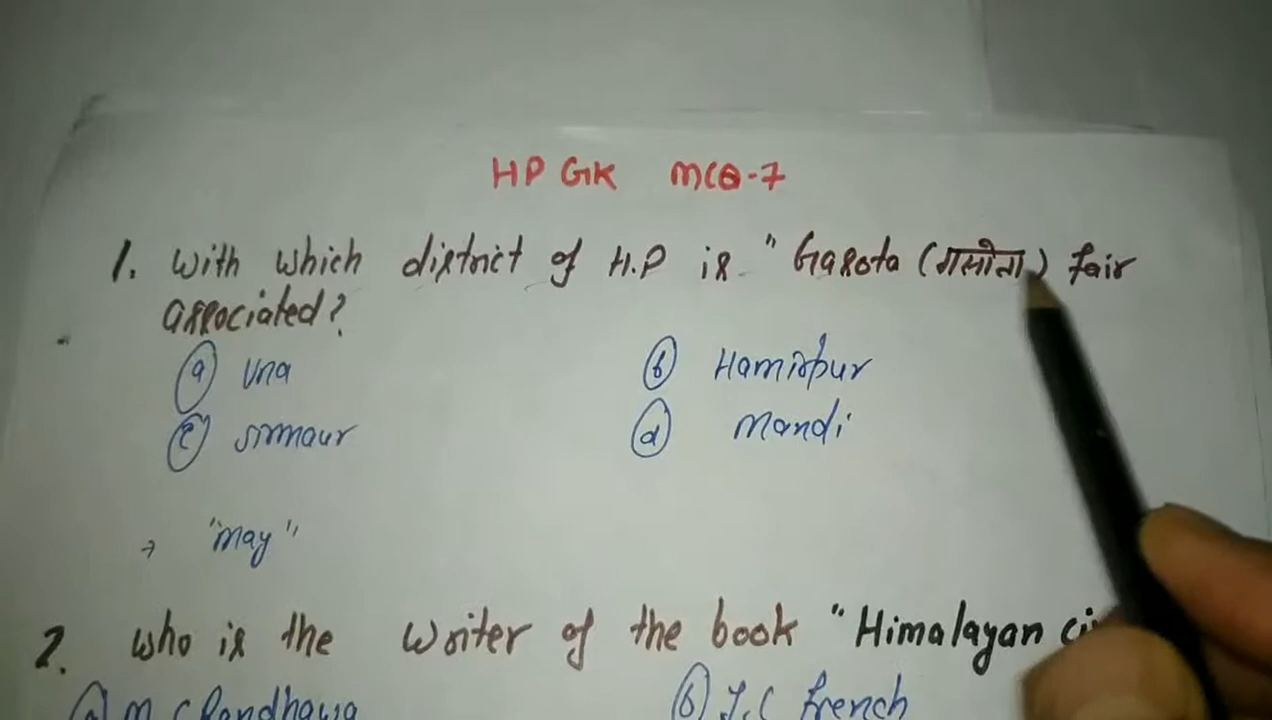 HP GK MCQ-7
1. With which district of H.P is "Gasota (गसोता) fair
associated?
(a) Una (b) Hamirpur
(c) Sirmaur (d) Mandi
→ "May"
2. Who is the writer of the book "Himalayan
(a) M C Randhawa (b) J.C french